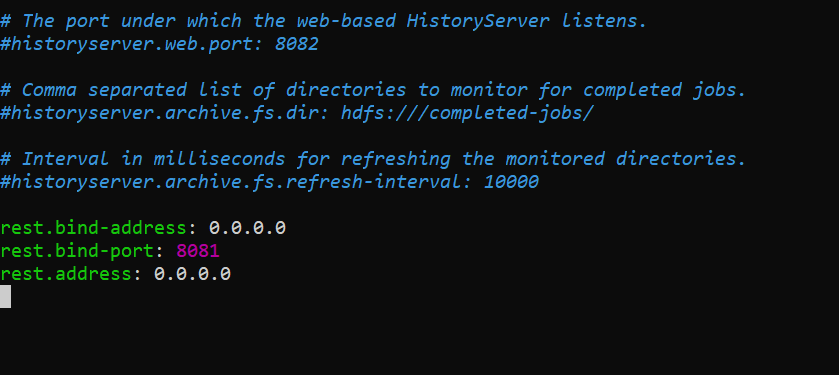 # The port under which the web-based HistoryServer listens.
#historyserver.web.port: 8082
# Comma separated list of directories to monitor for completed jobs.
#historyserver.archive.fs.dir: hdfs:///completed-jobs/
# Interval in milliseconds for refreshing the monitored directories.
#historyserver.archive.fs.refresh-interval: 10000
rest.bind-address: 0.0.0.0
rest.bind-port: 8081
rest.address: 0.0.0.0